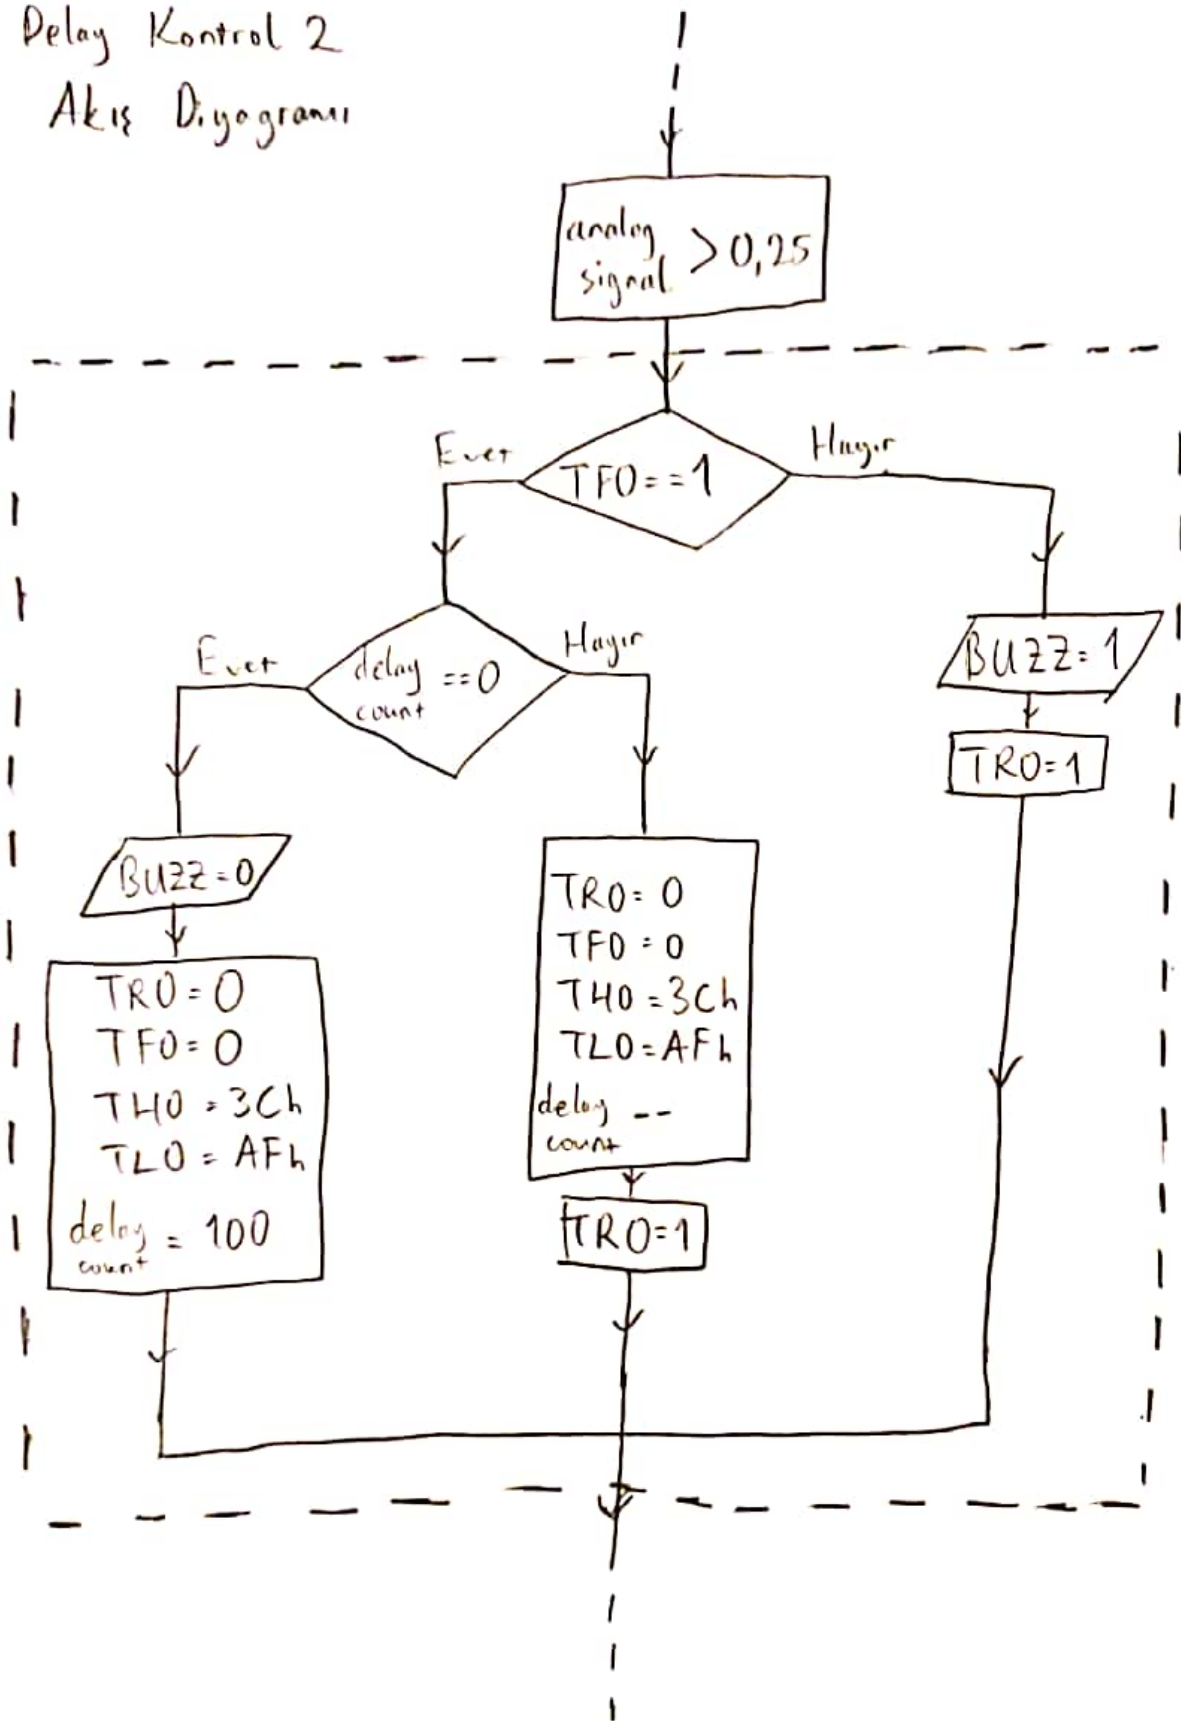 Delay Kontrol 2
Akış Diyagramı
analog
signal > 0,25
Evet
TF0==1
Hayır
Evet
delay
count ==0
Hayır
BUZZ=1
TR0=1
BUZZ=0
TR0=0
TF0=0
TH0=3Ch
TL0=AFh
delay
count = 100
TR0=0
TF0=0
TH0=3Ch
TL0=AFh
delay --
count
TR0=1